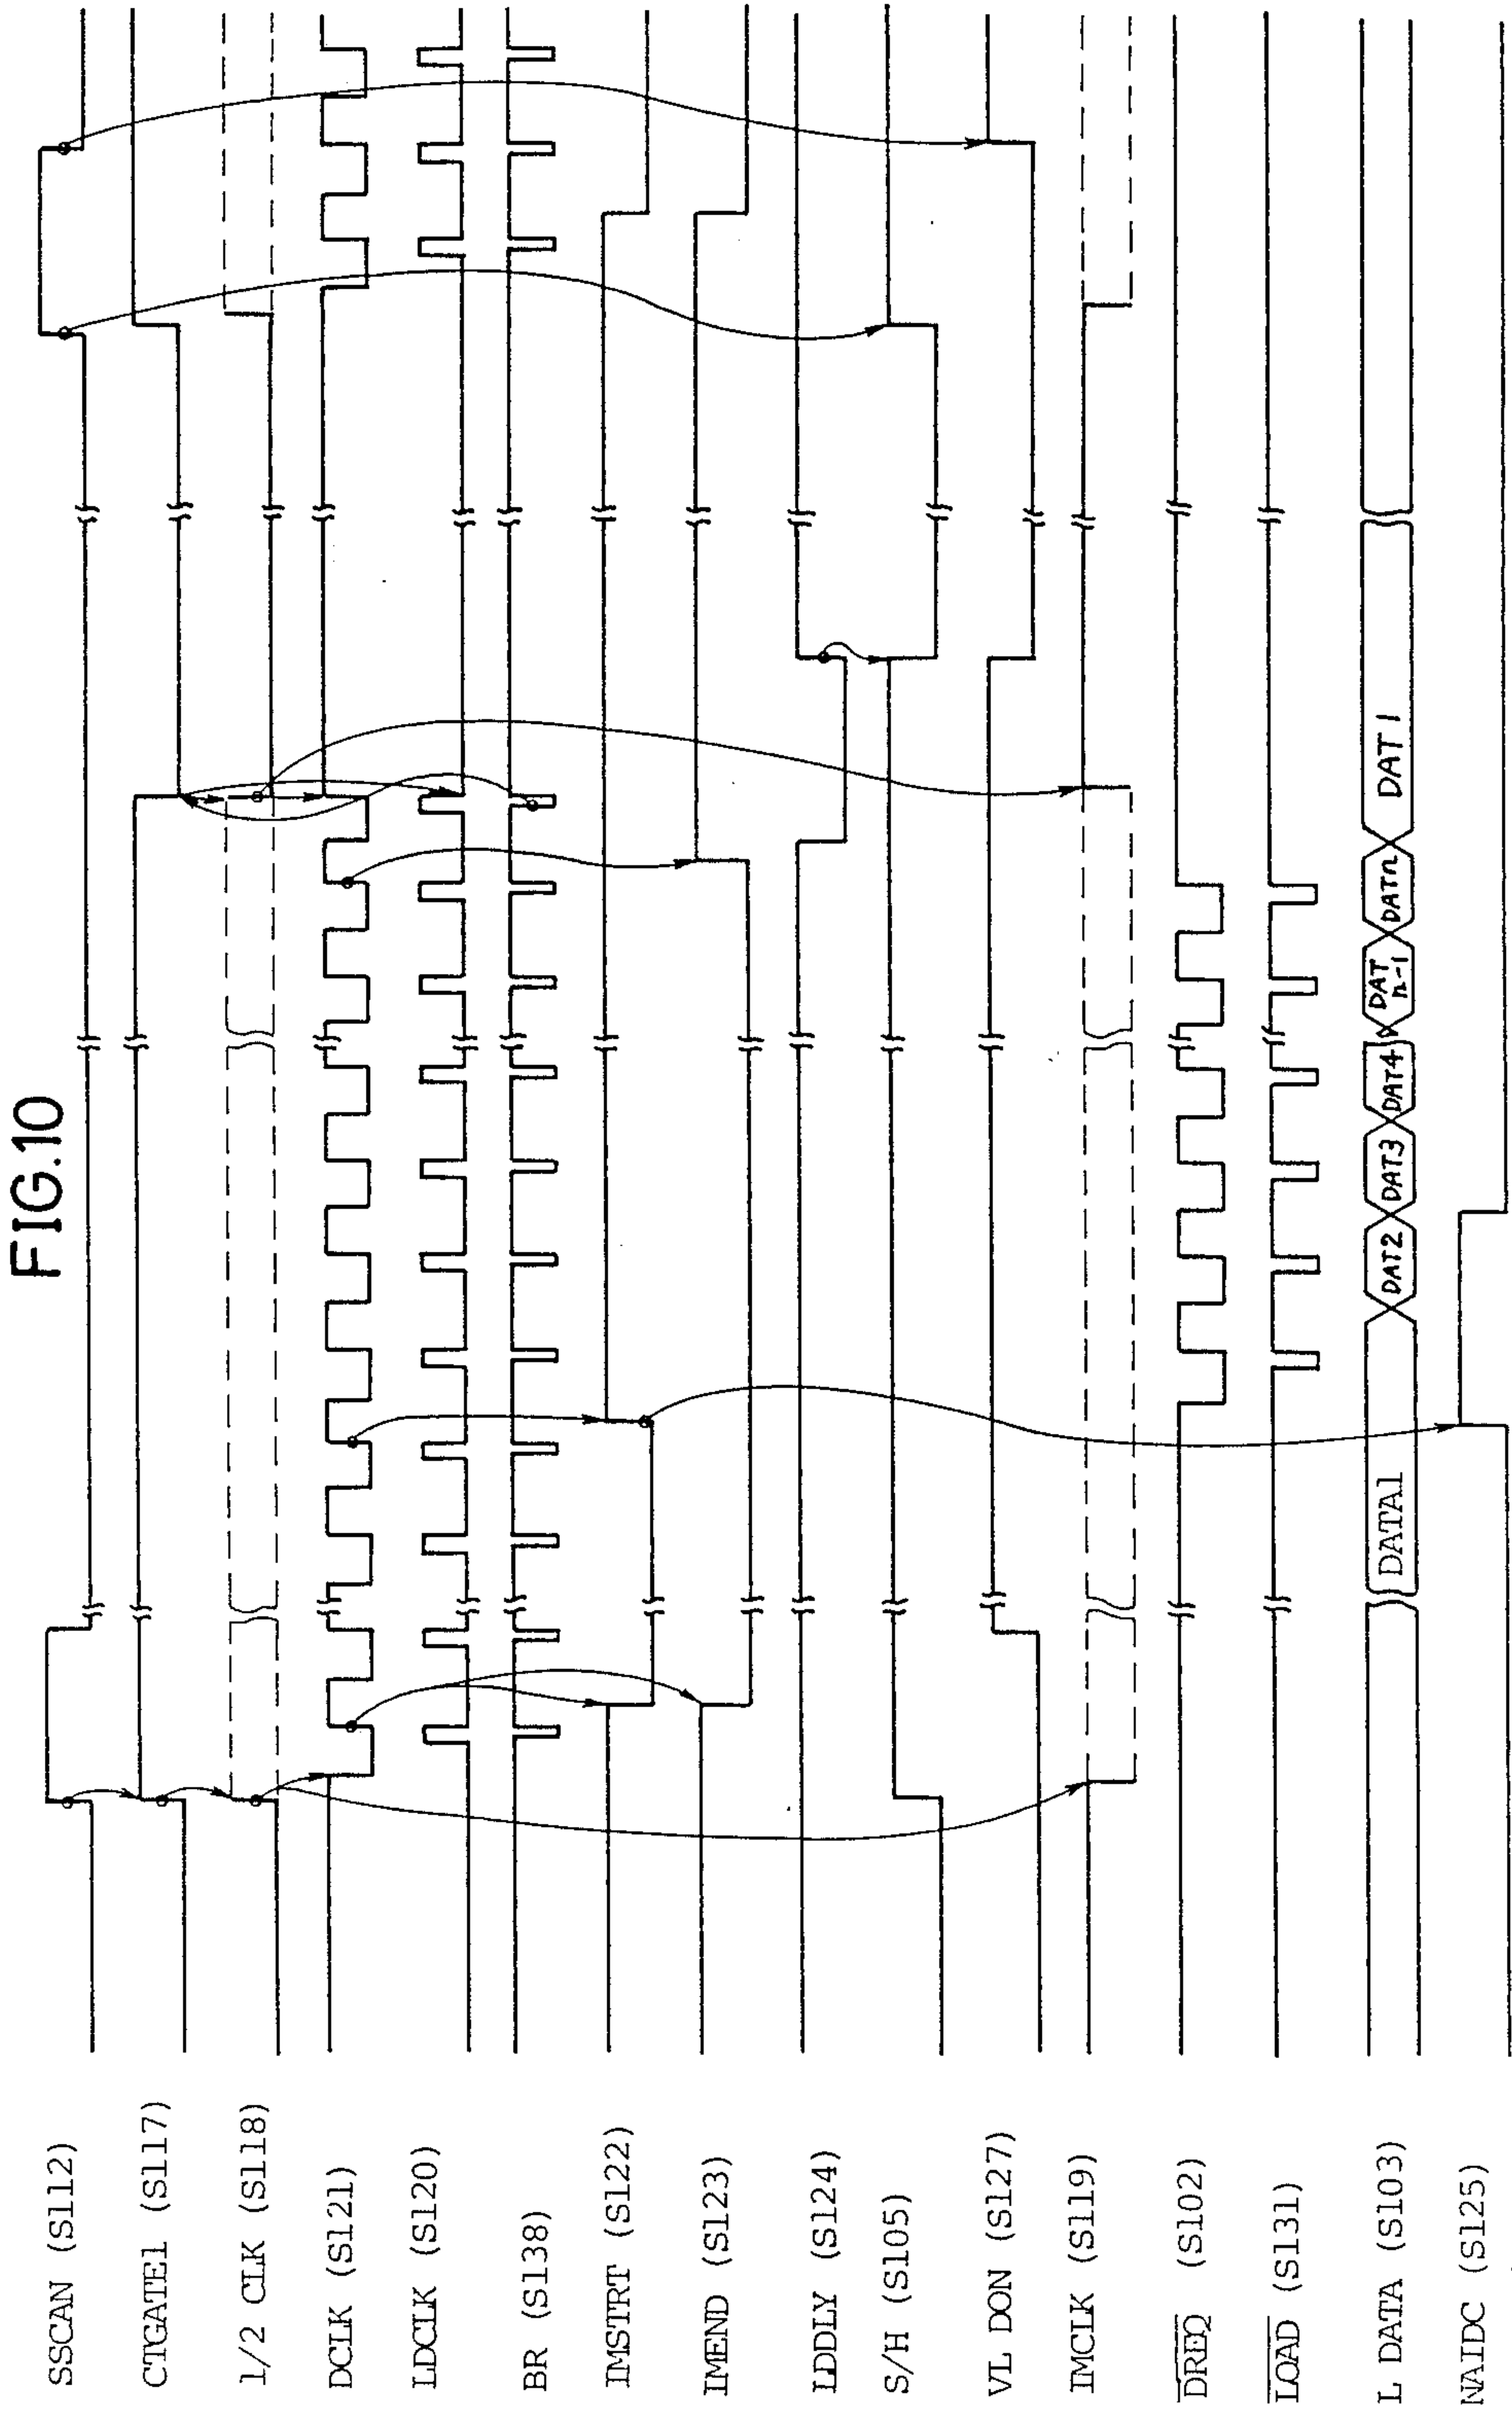 FIG.10
SSCAN (S112)
CTGATE1 (S117)
1/2 CLK (S118)
DCLK (S121)
LDCLK (S120)
BR (S138)
IMSTRT (S122)
IMEND (S123)
LDDLY (S124)
S/H (S105)
VL DON (S127)
IMCLK (S119)
DREQ (S102)
LOAD (S131)
L DATA (S103)
DATA1
DAT2
DAT3
DAT4
DAT
n-1
DATn
DAT 1
NAIDC (S125)